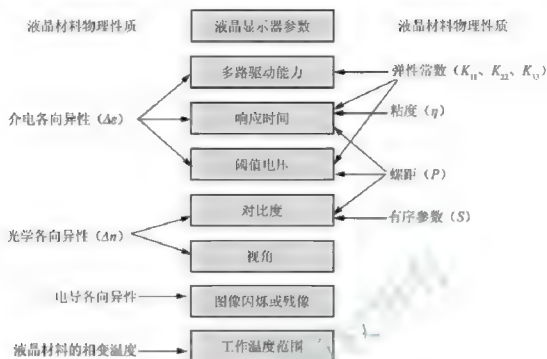 液晶材料物理性质
液晶显示器参数
液晶材料物理性质
多路驱动能力
弹性常数（K₁₁、K₂₂、K₃₃）
响应时间
粘度（η）
介电各向异性（Δε）
阈值电压
螺距（P）
对比度
有序参数（S）
光学各向异性（Δn）
视角
电导各向异性
图像闪烁或残像
液晶材料的相变温度
工作温度范围